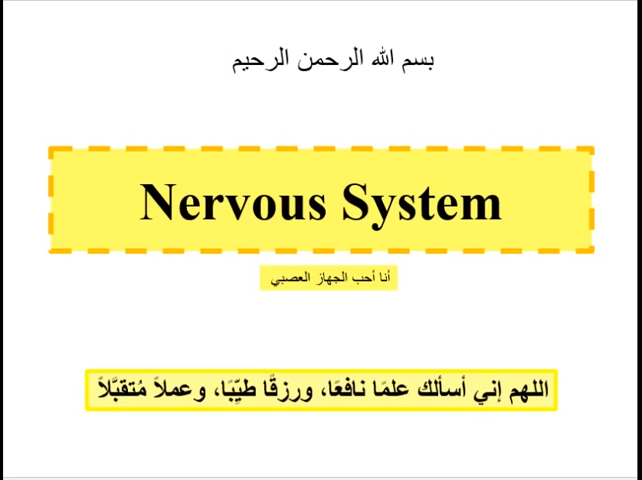 بسم الله الرحمن الرحيم
Nervous System
أنا أحب الجهاز العصبي
اللهم إني أسألك علمًا نافعًا، ورزقًا طيِّبًا، وعملاً مُتقبَّلاً